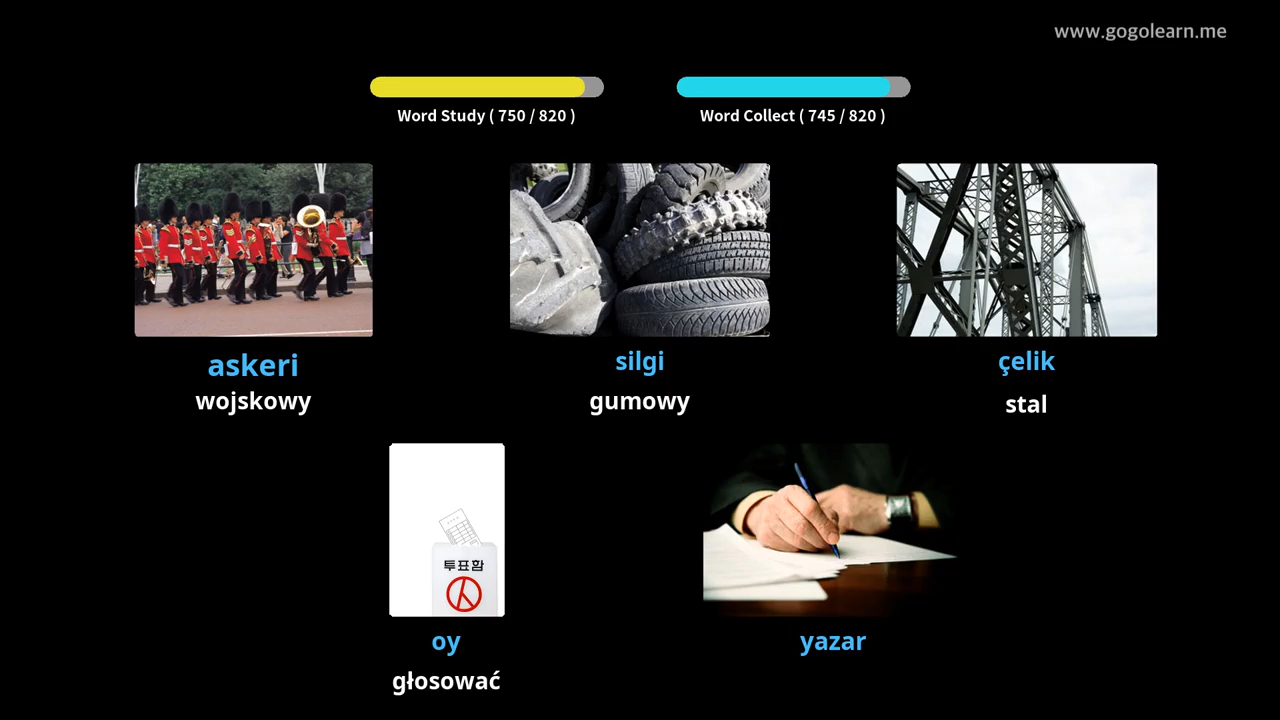 www.gogolearn.me
Word Study ( 750 / 820 )
Word Collect ( 745 / 820 )
askeri
wojskowy
silgi
gumowy
çelik
stal
투표함
oy
głosować
yazar